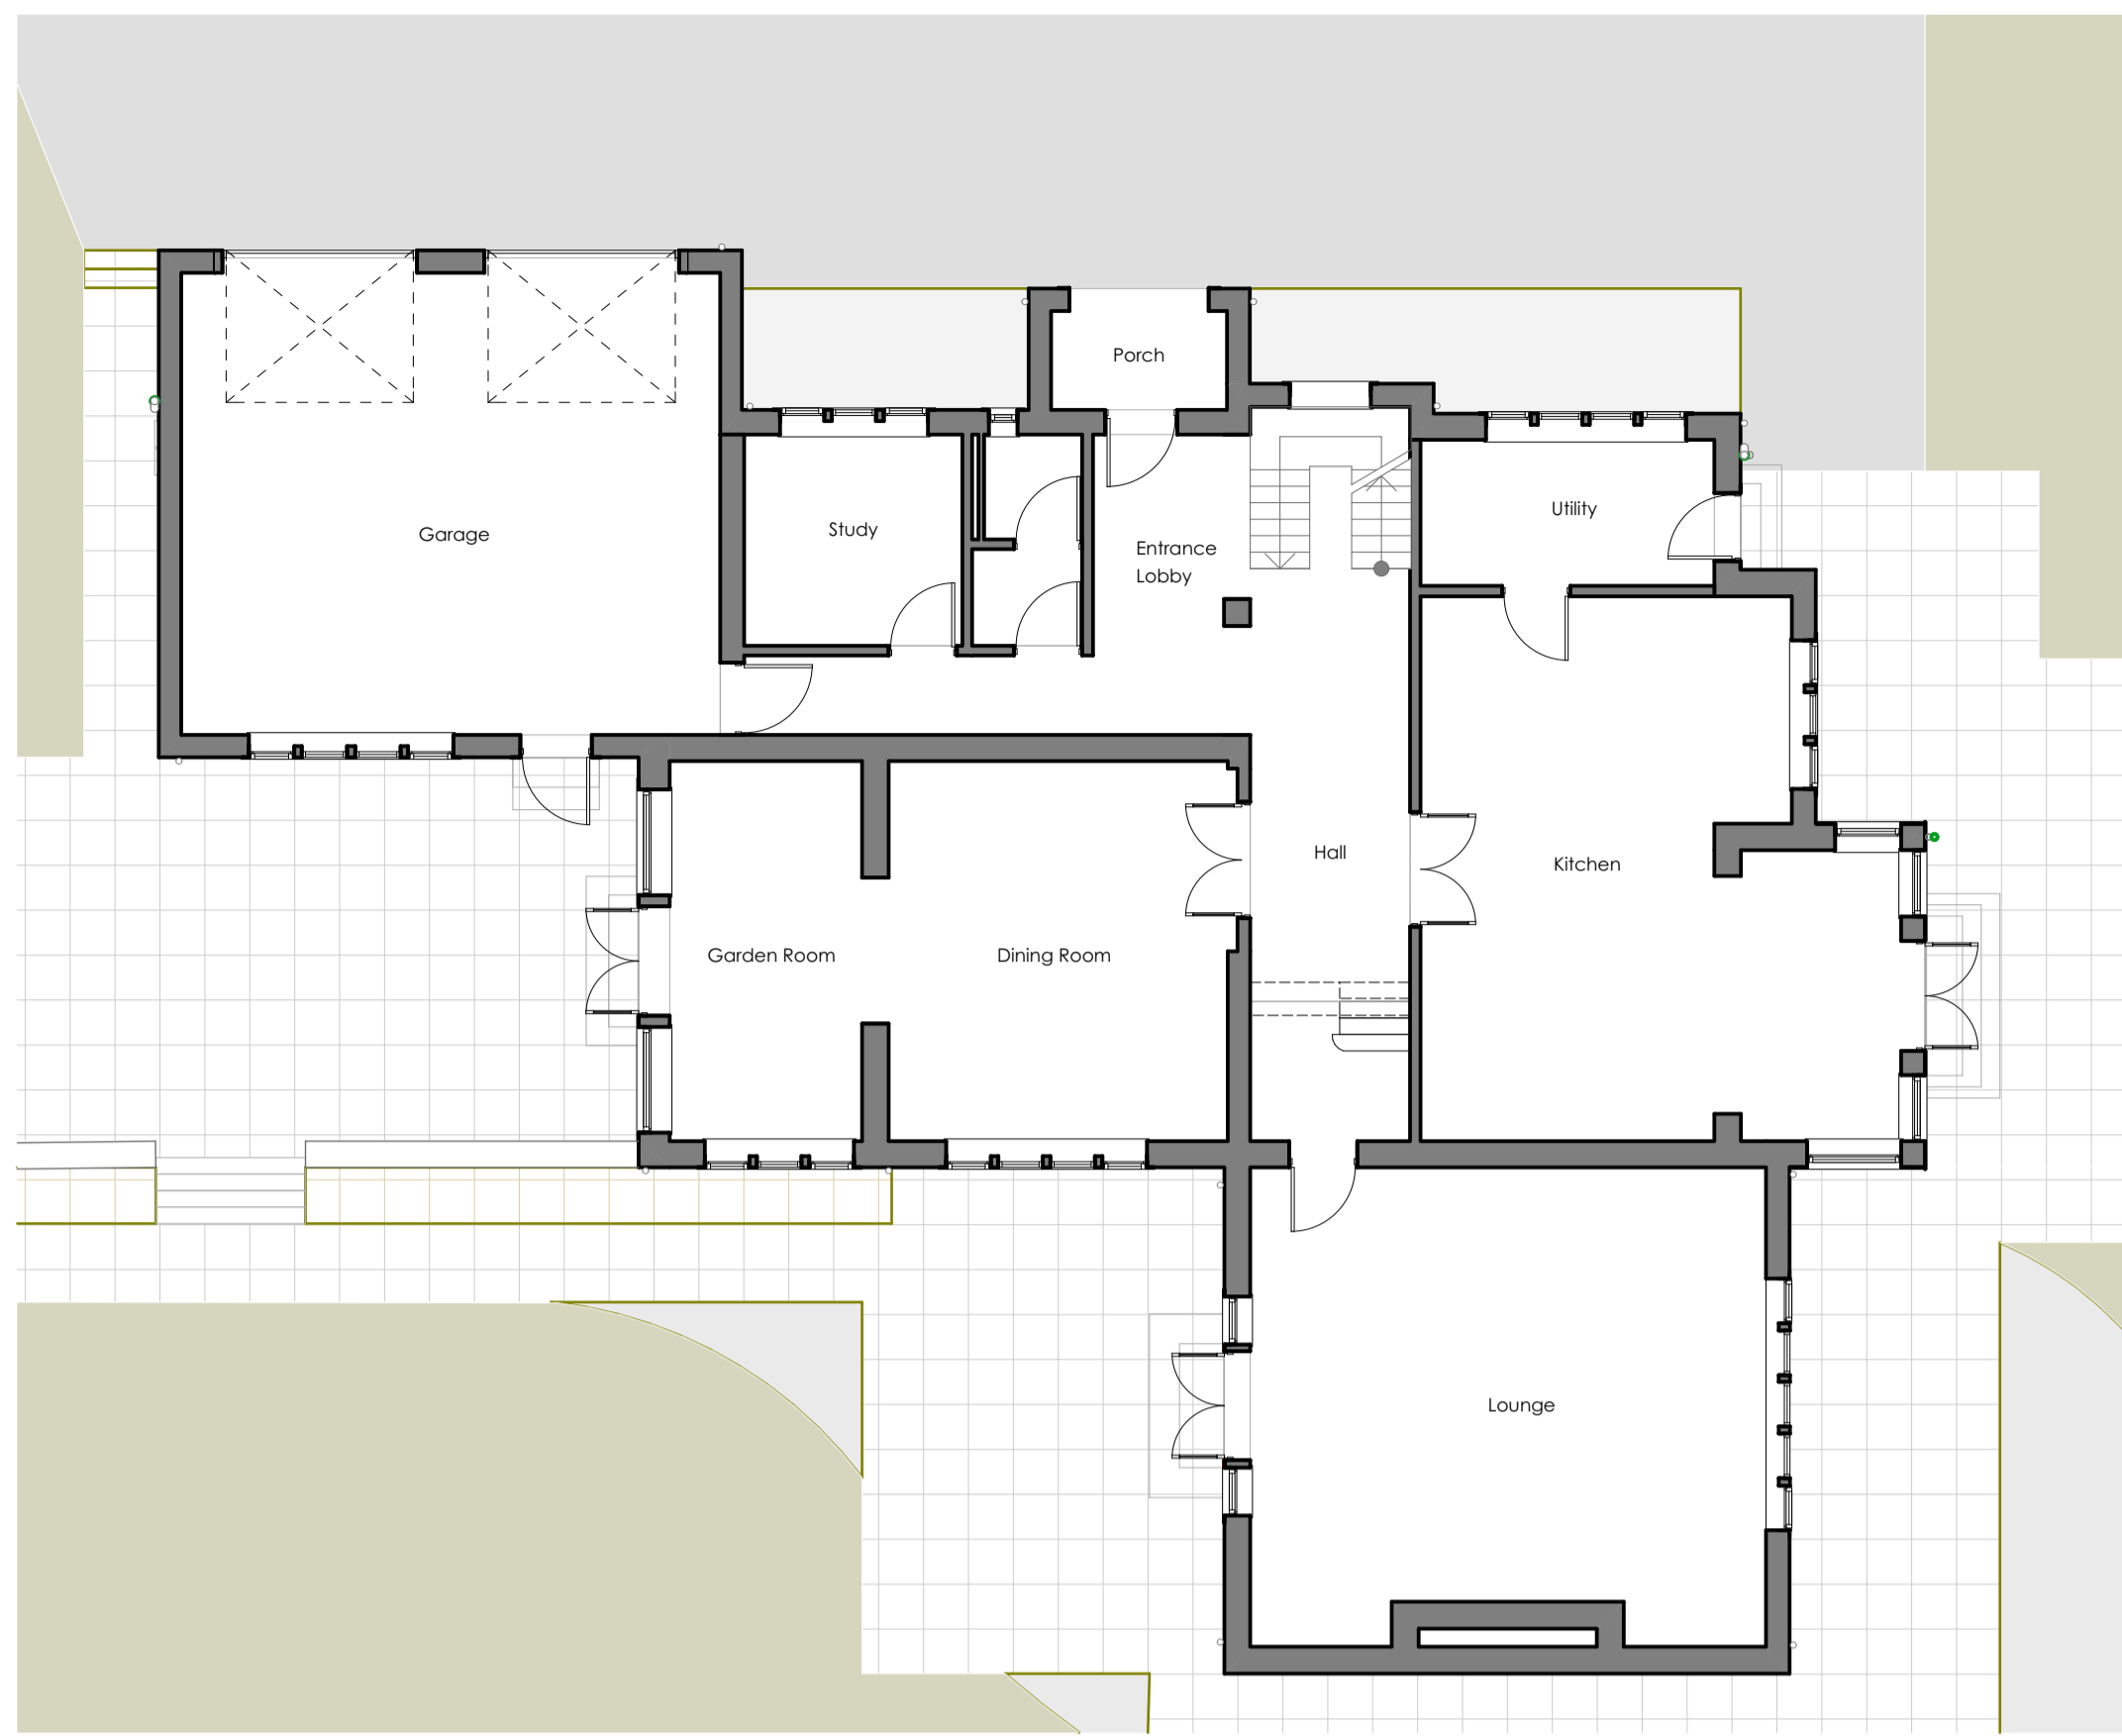 Porch
Garage
Study
Utility
Entrance
Lobby
Hall
Kitchen
Garden Room
Dining Room
Lounge